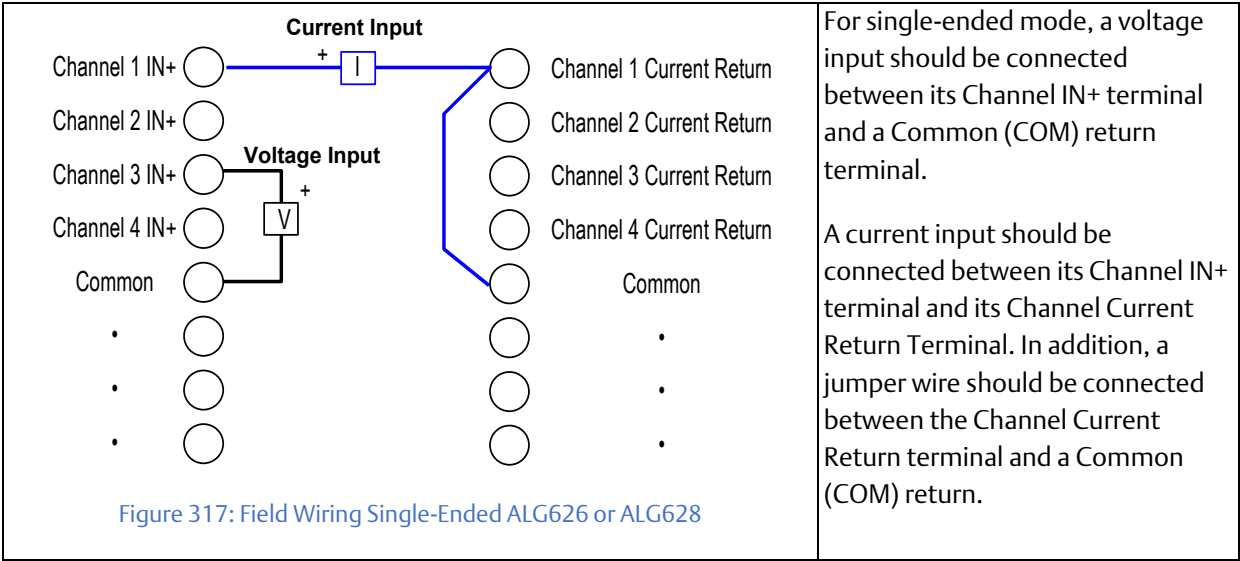 Current Input
+
I
Channel 1 IN+
Channel 1 Current Return
Channel 2 IN+
Channel 2 Current Return
Voltage Input
Channel 3 IN+
Channel 3 Current Return
+
V
Channel 4 IN+
Channel 4 Current Return
Common
Common
•
•
•
•
•
•
Figure 317: Field Wiring Single-Ended ALG626 or ALG628
For single-ended mode, a voltage
input should be connected
between its Channel IN+ terminal
and a Common (COM) return
terminal.
A current input should be
connected between its Channel IN+
terminal and its Channel Current
Return Terminal. In addition, a
jumper wire should be connected
between the Channel Current
Return terminal and a Common
(COM) return.